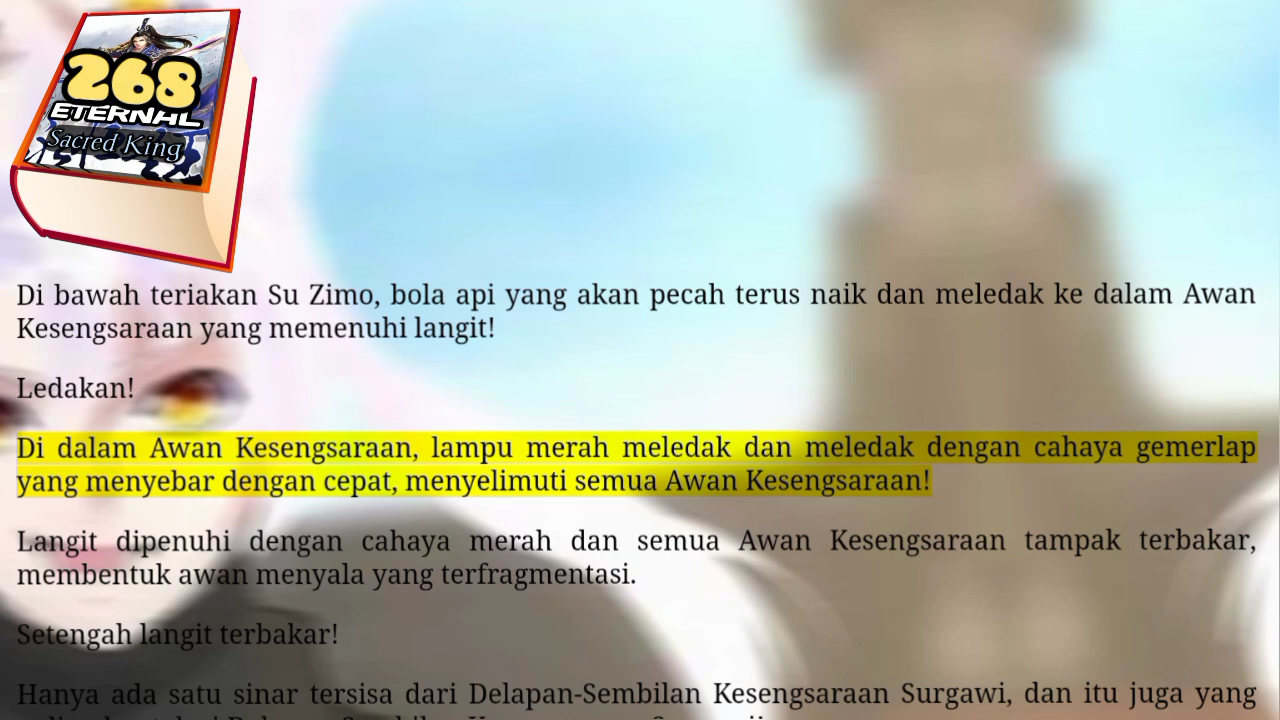 268
ETERNAL
Sacred King
Di bawah teriakan Su Zimo, bola api yang akan pecah terus naik dan meledak ke dalam Awan
Kesengsaraan yang memenuhi langit!
Ledakan!
Di dalam Awan Kesengsaraan, lampu merah meledak dan meledak dengan cahaya gemerlap
yang menyebar dengan cepat, menyelimuti semua Awan Kesengsaraan!
Langit dipenuhi dengan cahaya merah dan semua Awan Kesengsaraan tampak terbakar,
membentuk awan menyala yang terfragmentasi.
Setengah langit terbakar!
Hanya ada satu sinar tersisa dari Delapan-Sembilan Kesengsaraan Surgawi, dan itu juga yang